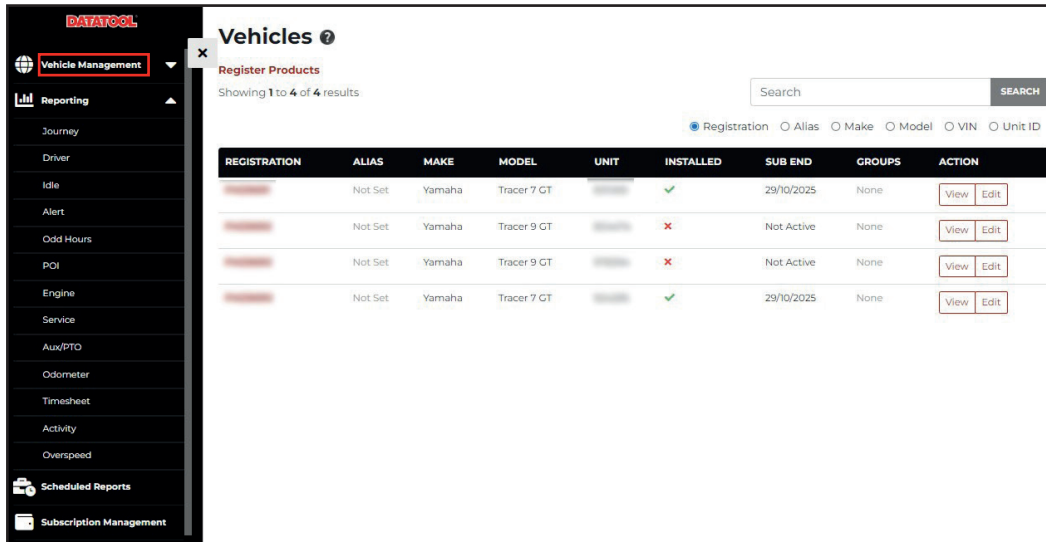 DATATOOL
Vehicle Management
Reporting
Journey
Driver
Idle
Alert
Odd Hours
POI
Engine
Service
Aux/PTO
Odometer
Timesheet
Activity
Overspeed
Scheduled Reports
Subscription Management
Vehicles
Register Products
Showing 1 to 4 of 4 results
Search SEARCH
Registration Alias Make Model VIN Unit ID
REGISTRATION ALIAS MAKE MODEL UNIT INSTALLED SUB END GROUPS ACTION
Not Set Yamaha Tracer 7 GT 29/10/2025 None View Edit
Not Set Yamaha Tracer 9 GT Not Active None View Edit
Not Set Yamaha Tracer 9 GT Not Active None View Edit
Not Set Yamaha Tracer 7 GT 29/10/2025 None View Edit